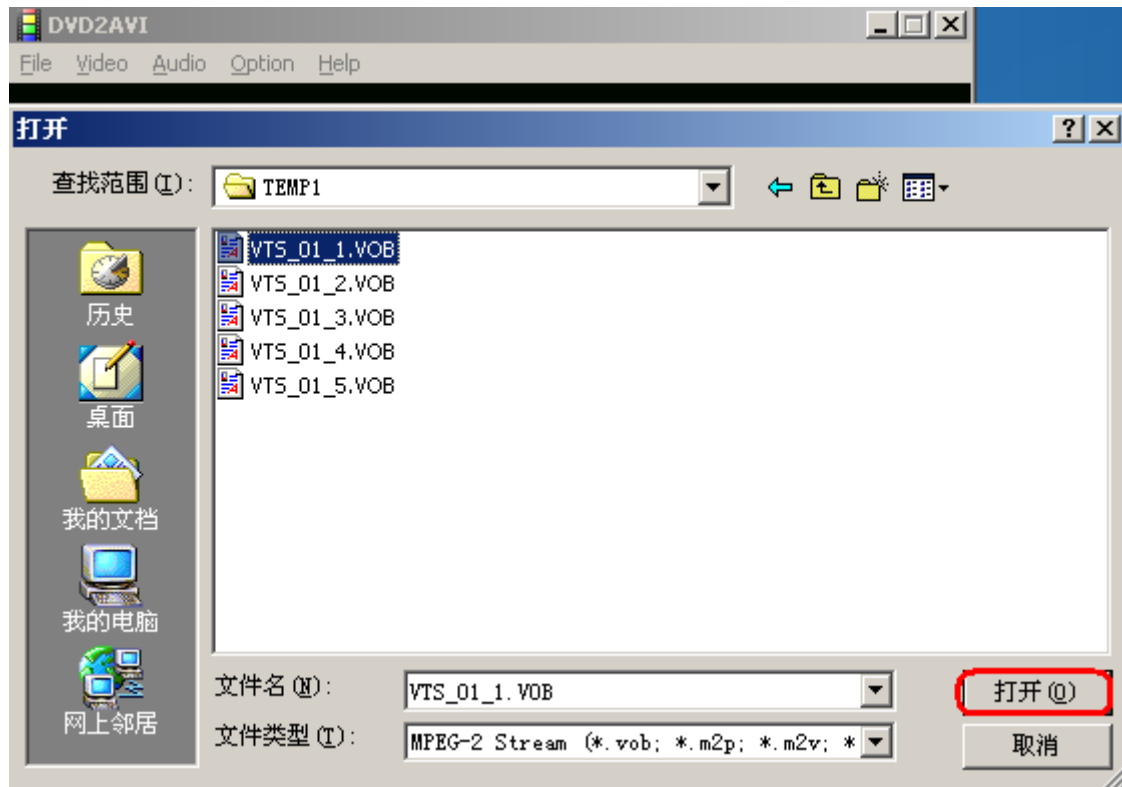 DVD2AVI
File Video Audio Option Help
打开
查找范围(I):
TEMP1
历史
桌面
我的文档
我的电脑
网上邻居
VTS_01_1.VOB
VTS_01_2.VOB
VTS_01_3.VOB
VTS_01_4.VOB
VTS_01_5.VOB
文件名(N):
VTS_01_1.VOB
打开(O)
文件类型(T):
MPEG-2 Stream (*.vob; *.m2p; *.m2v; *
取消